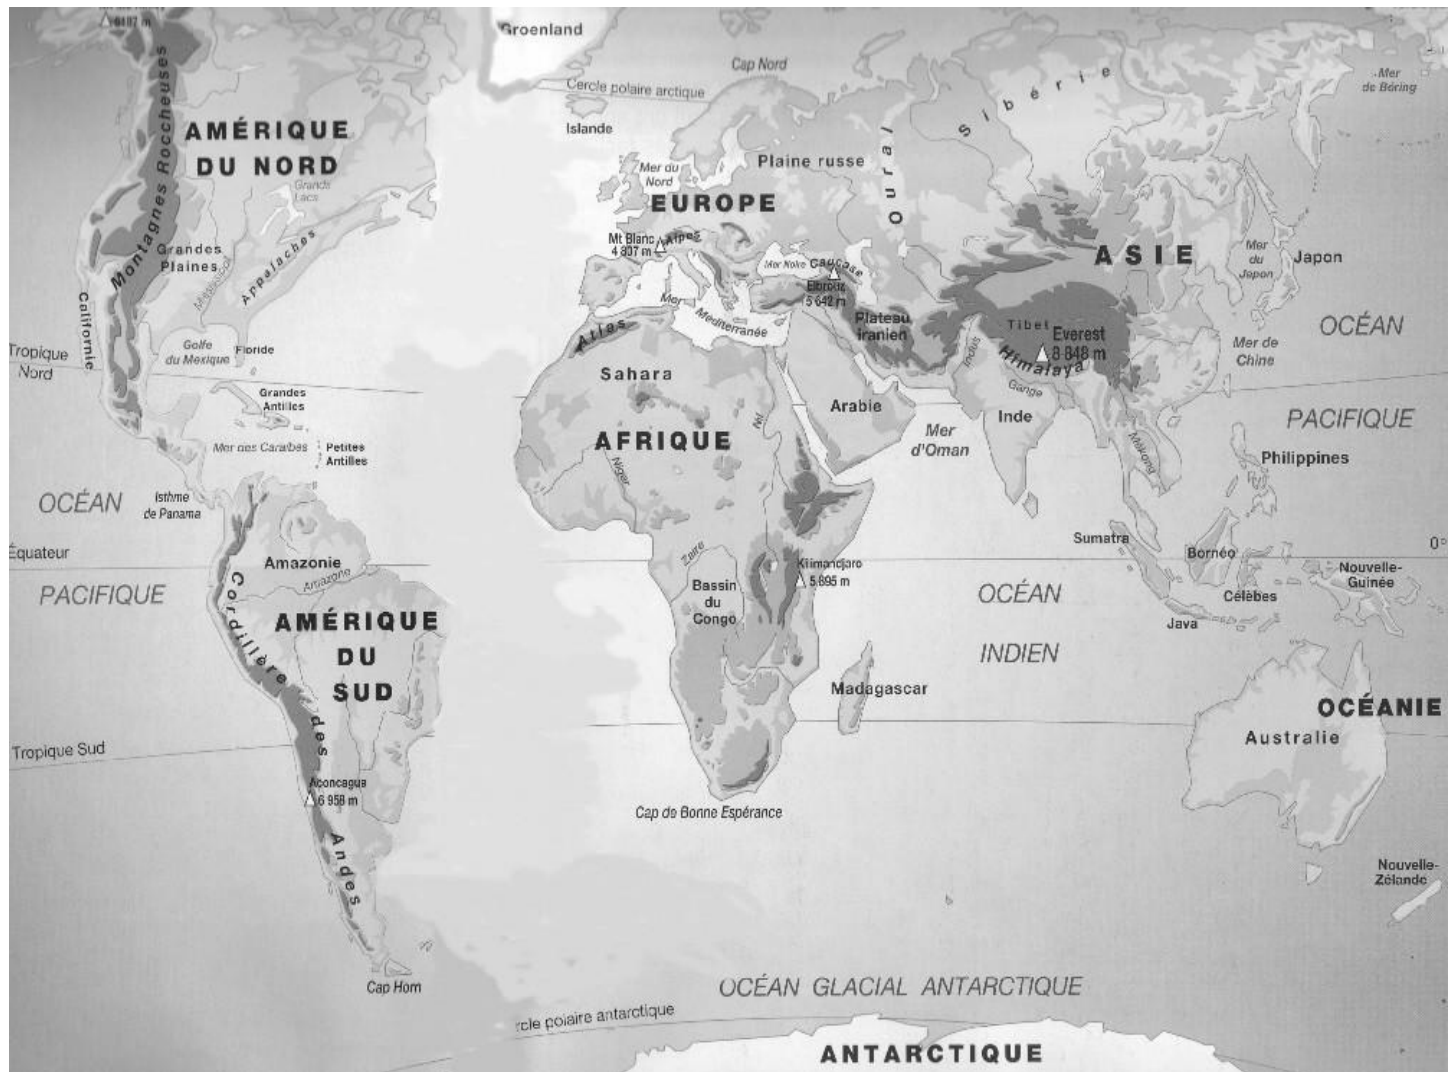 6187 m
Groenland
Cap Nord
Mer
de Béring
Cercle polaire arctique
Sibérie
Islande
AMÉRIQUE
DU NORD
Montagnes Roccheuses
Grands
Lacs
Mer du
Nord
Plaine russe
Oural
EUROPE
Mt Blanc
4 807 m
Alpes
Grandes
Plaines
Mississippi
Appalaches
Mer Noire
Caucase
Elbrouz
5 642 m
ASIE
Mer
du
Japon
Japon
Californie
Mer Mediterranée
Atlas
Plateau
iranien
Tibet
Everest
8 848 m
Himalaya
Indus
Gange
OCÉAN
Mer de
Chine
Golfe
du Mexique
Floride
Tropique
Nord
Sahara
Grandes
Antilles
Arabie
Nil
Inde
PACIFIQUE
AFRIQUE
Mer
d'Oman
Mer des Caraïbes
Petites
Antilles
Niger
Mékong
Philippines
OCÉAN
Isthme
de Panama
Sumatra
Équateur
0°
Amazonie
Amazone
Zaïre
Kilimandjaro
5 895 m
Bornéo
Nouvelle-
Guinée
PACIFIQUE
Bassin
du
Congo
OCÉAN
Célèbes
Java
AMÉRIQUE
DU
SUD
Cordillère des Andes
INDIEN
Madagascar
OCÉANIE
Australie
Tropique Sud
Aconcagua
6 958 m
Cap de Bonne Espérance
Nouvelle-
Zélande
Cap Horn
OCÉAN GLACIAL ANTARCTIQUE
rcle polaire antarctique
ANTARCTIQUE